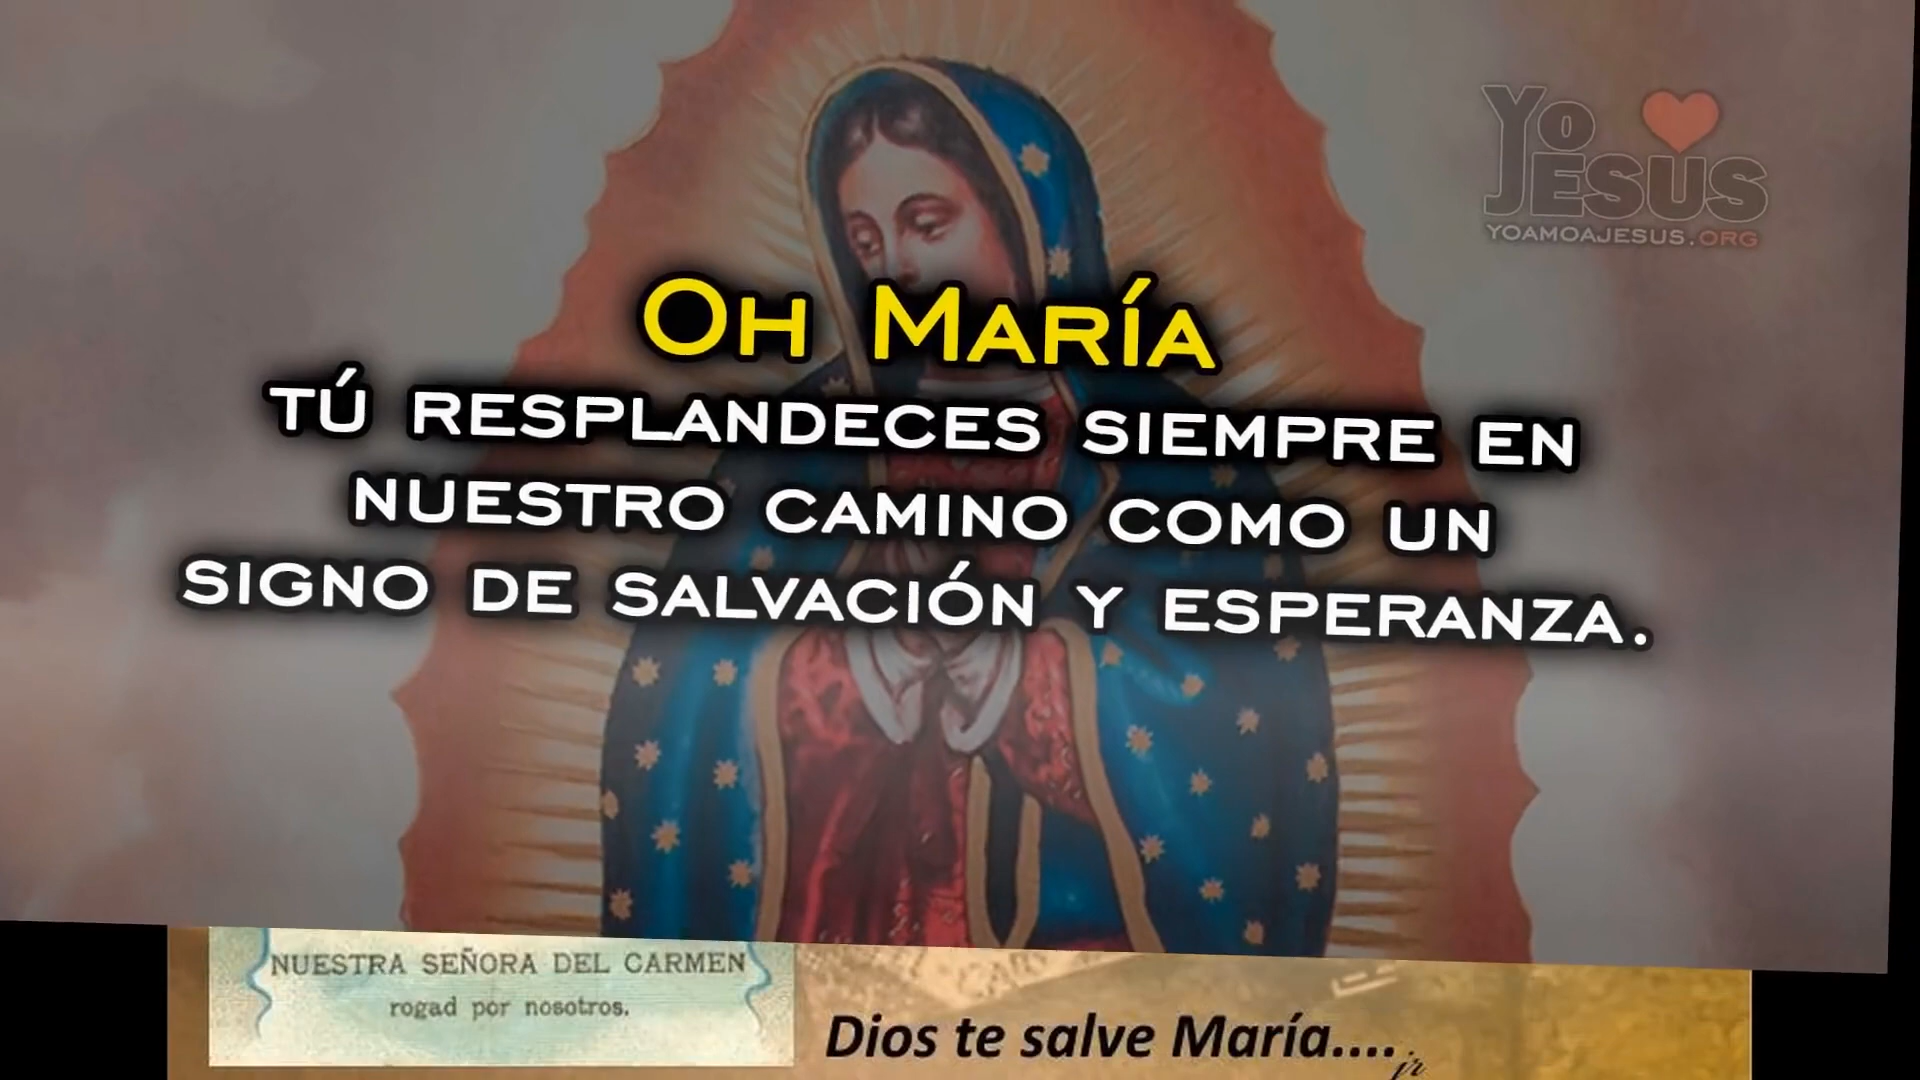 Yo
JESUS
YOAMOAJESUS.ORG
OH MARÍA
TÚ RESPLANDECES SIEMPRE EN
NUESTRO CAMINO COMO UN
SIGNO DE SALVACIÓN Y ESPERANZA.
NUESTRA SEÑORA DEL CARMEN
rogad por nosotros.
Dios te salve María....
jr